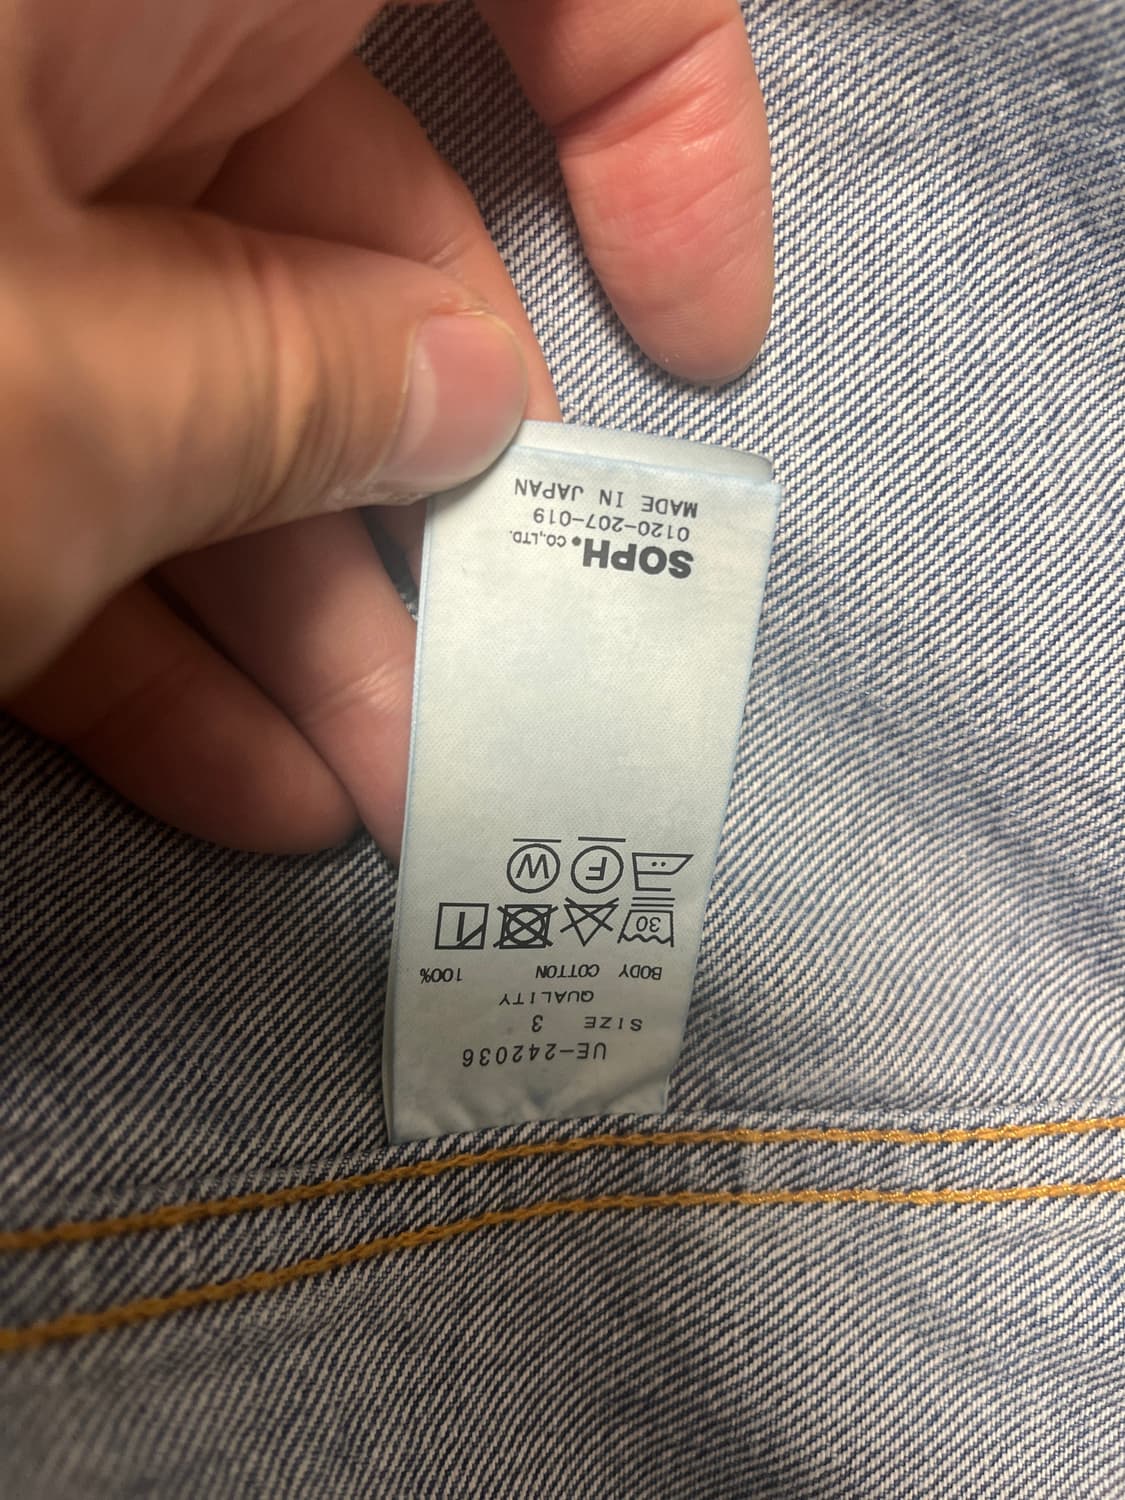 UE-242036
SIZE 3
QUALITY
BODY COTTON 100%
30
F W
SOPH. CO.,LTD.
0120-207-019
MADE IN JAPAN